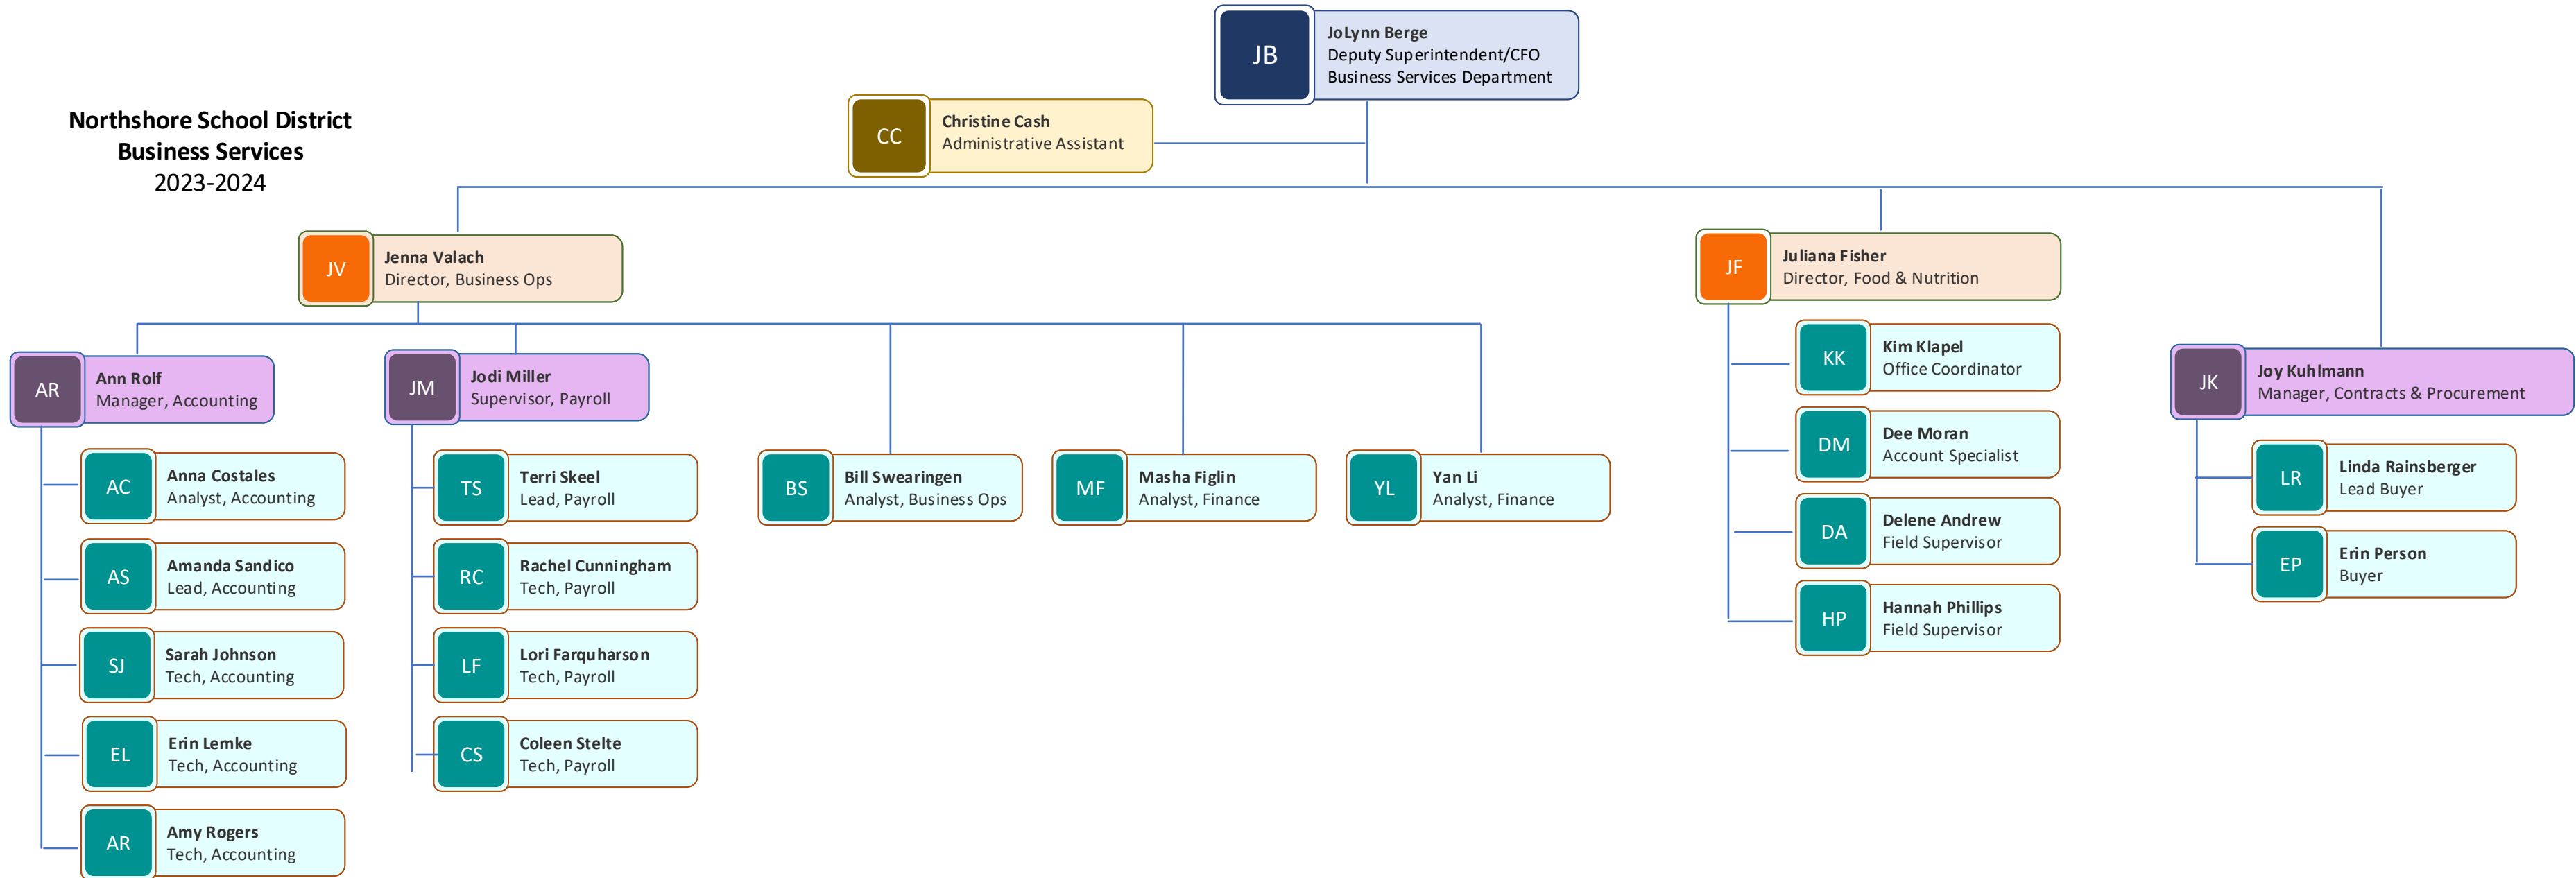 JB
JoLynn Berge
Deputy Superintendent/CFO
Business Services Department
CC
Christine Cash
Administrative Assistant
Northshore School District
Business Services
2023-2024
JV
Jenna Valach
Director, Business Ops
JF
Juliana Fisher
Director, Food & Nutrition
AR
Ann Rolf
Manager, Accounting
JM
Jodi Miller
Supervisor, Payroll
JK
Joy Kuhlmann
Manager, Contracts & Procurement
AC
Anna Costales
Analyst, Accounting
AS
Amanda Sandico
Lead, Accounting
SJ
Sarah Johnson
Tech, Accounting
EL
Erin Lemke
Tech, Accounting
AR
Amy Rogers
Tech, Accounting
TS
Terri Skeel
Lead, Payroll
RC
Rachel Cunningham
Tech, Payroll
LF
Lori Farquharson
Tech, Payroll
CS
Coleen Stelte
Tech, Payroll
BS
Bill Swearingen
Analyst, Business Ops
MF
Masha Figlin
Analyst, Finance
YL
Yan Li
Analyst, Finance
KK
Kim Klapel
Office Coordinator
DM
Dee Moran
Account Specialist
DA
Delene Andrew
Field Supervisor
HP
Hannah Phillips
Field Supervisor
LR
Linda Rainsberger
Lead Buyer
EP
Erin Person
Buyer